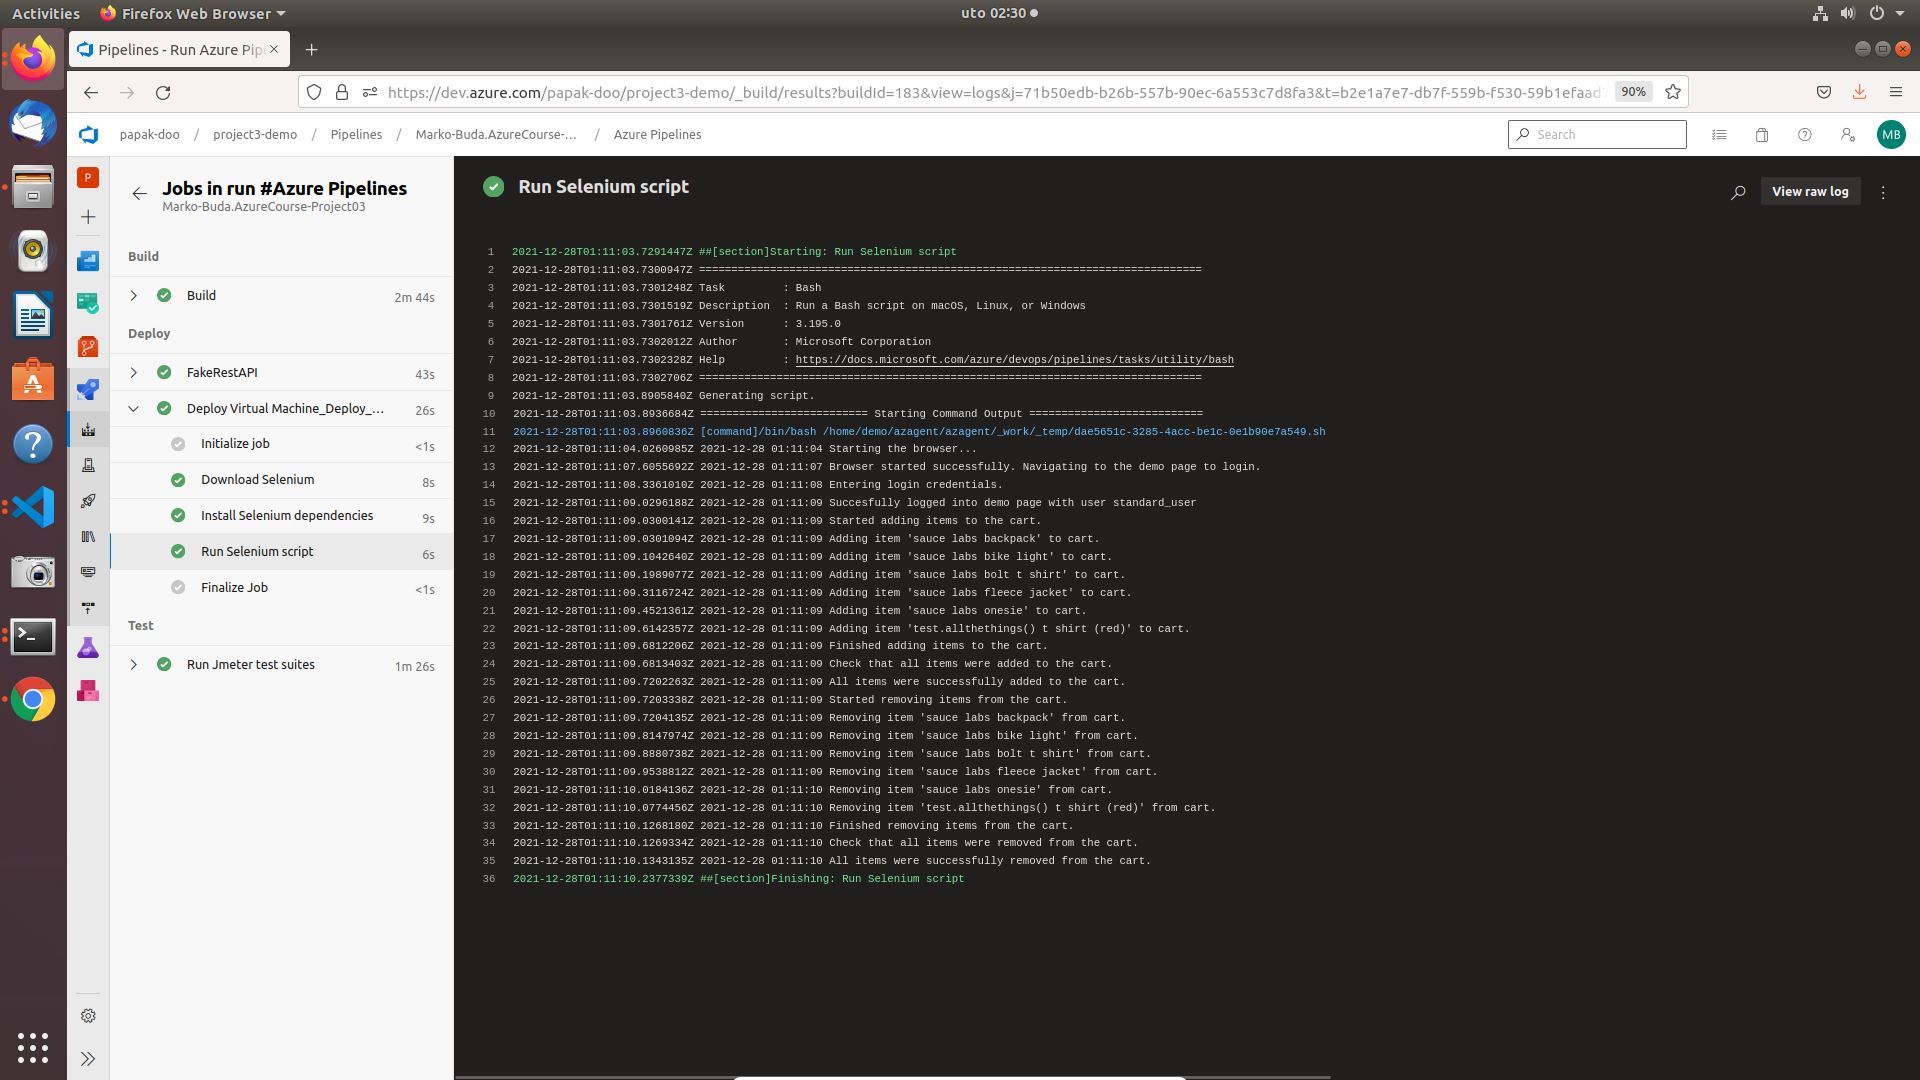 Activities
Firefox Web Browser
uto 02:30
Pipelines - Run Azure Pip
https://dev.azure.com/papak-doo/project3-demo/_build/results?buildId=183&view=logs&j=71b50edb-b26b-557b-90ec-6a553c7d8fa3&t=b2e1a7e7-db7f-559b-f530-59b1efaad7
90%
papak-doo / project3-demo / Pipelines / Marko-Buda.AzureCourse-... / Azure Pipelines
Search
MB
P
Jobs in run #Azure Pipelines
Marko-Buda.AzureCourse-Project03
Build
Build 2m 44s
Deploy
FakeRestAPI 43s
Deploy Virtual Machine_Deploy_... 26s
Initialize job <1s
Download Selenium 8s
Install Selenium dependencies 9s
Run Selenium script 6s
Finalize Job <1s
Test
Run Jmeter test suites 1m 26s
Run Selenium script
View raw log
1 2021-12-28T01:11:03.7291447Z ##[section]Starting: Run Selenium script
2 2021-12-28T01:11:03.7300947Z ==============================================================================
3 2021-12-28T01:11:03.7301248Z Task : Bash
4 2021-12-28T01:11:03.7301519Z Description : Run a Bash script on macOS, Linux, or Windows
5 2021-12-28T01:11:03.7301761Z Version : 3.195.0
6 2021-12-28T01:11:03.7302012Z Author : Microsoft Corporation
7 2021-12-28T01:11:03.7302328Z Help : https://docs.microsoft.com/azure/devops/pipelines/tasks/utility/bash
8 2021-12-28T01:11:03.7302706Z ==============================================================================
9 2021-12-28T01:11:03.8905840Z Generating script.
10 2021-12-28T01:11:03.8936684Z ========================== Starting Command Output ===========================
11 2021-12-28T01:11:03.8960836Z [command]/bin/bash /home/demo/azagent/azagent/_work/_temp/dae5651c-3285-4acc-be1c-0e1b90e7a549.sh
12 2021-12-28T01:11:04.0260985Z 2021-12-28 01:11:04 Starting the browser...
13 2021-12-28T01:11:07.6055692Z 2021-12-28 01:11:07 Browser started successfully. Navigating to the demo page to login.
14 2021-12-28T01:11:08.3361010Z 2021-12-28 01:11:08 Entering login credentials.
15 2021-12-28T01:11:09.0296188Z 2021-12-28 01:11:09 Succesfully logged into demo page with user standard_user
16 2021-12-28T01:11:09.0300141Z 2021-12-28 01:11:09 Started adding items to the cart.
17 2021-12-28T01:11:09.0301094Z 2021-12-28 01:11:09 Adding item 'sauce labs backpack' to cart.
18 2021-12-28T01:11:09.1042640Z 2021-12-28 01:11:09 Adding item 'sauce labs bike light' to cart.
19 2021-12-28T01:11:09.1989077Z 2021-12-28 01:11:09 Adding item 'sauce labs bolt t shirt' to cart.
20 2021-12-28T01:11:09.3116724Z 2021-12-28 01:11:09 Adding item 'sauce labs fleece jacket' to cart.
21 2021-12-28T01:11:09.4521361Z 2021-12-28 01:11:09 Adding item 'sauce labs onesie' to cart.
22 2021-12-28T01:11:09.6142357Z 2021-12-28 01:11:09 Adding item 'test.allthethings() t shirt (red)' to cart.
23 2021-12-28T01:11:09.6812206Z 2021-12-28 01:11:09 Finished adding items to the cart.
24 2021-12-28T01:11:09.6813403Z 2021-12-28 01:11:09 Check that all items were added to the cart.
25 2021-12-28T01:11:09.7202263Z 2021-12-28 01:11:09 All items were successfully added to the cart.
26 2021-12-28T01:11:09.7203338Z 2021-12-28 01:11:09 Started removing items from the cart.
27 2021-12-28T01:11:09.7204135Z 2021-12-28 01:11:09 Removing item 'sauce labs backpack' from cart.
28 2021-12-28T01:11:09.8147974Z 2021-12-28 01:11:09 Removing item 'sauce labs bike light' from cart.
29 2021-12-28T01:11:09.8880738Z 2021-12-28 01:11:09 Removing item 'sauce labs bolt t shirt' from cart.
30 2021-12-28T01:11:09.9538812Z 2021-12-28 01:11:09 Removing item 'sauce labs fleece jacket' from cart.
31 2021-12-28T01:11:10.0184136Z 2021-12-28 01:11:10 Removing item 'sauce labs onesie' from cart.
32 2021-12-28T01:11:10.0774456Z 2021-12-28 01:11:10 Removing item 'test.allthethings() t shirt (red)' from cart.
33 2021-12-28T01:11:10.1268180Z 2021-12-28 01:11:10 Finished removing items from the cart.
34 2021-12-28T01:11:10.1269334Z 2021-12-28 01:11:10 Check that all items were removed from the cart.
35 2021-12-28T01:11:10.1343135Z 2021-12-28 01:11:10 All items were successfully removed from the cart.
36 2021-12-28T01:11:10.2377339Z ##[section]Finishing: Run Selenium script